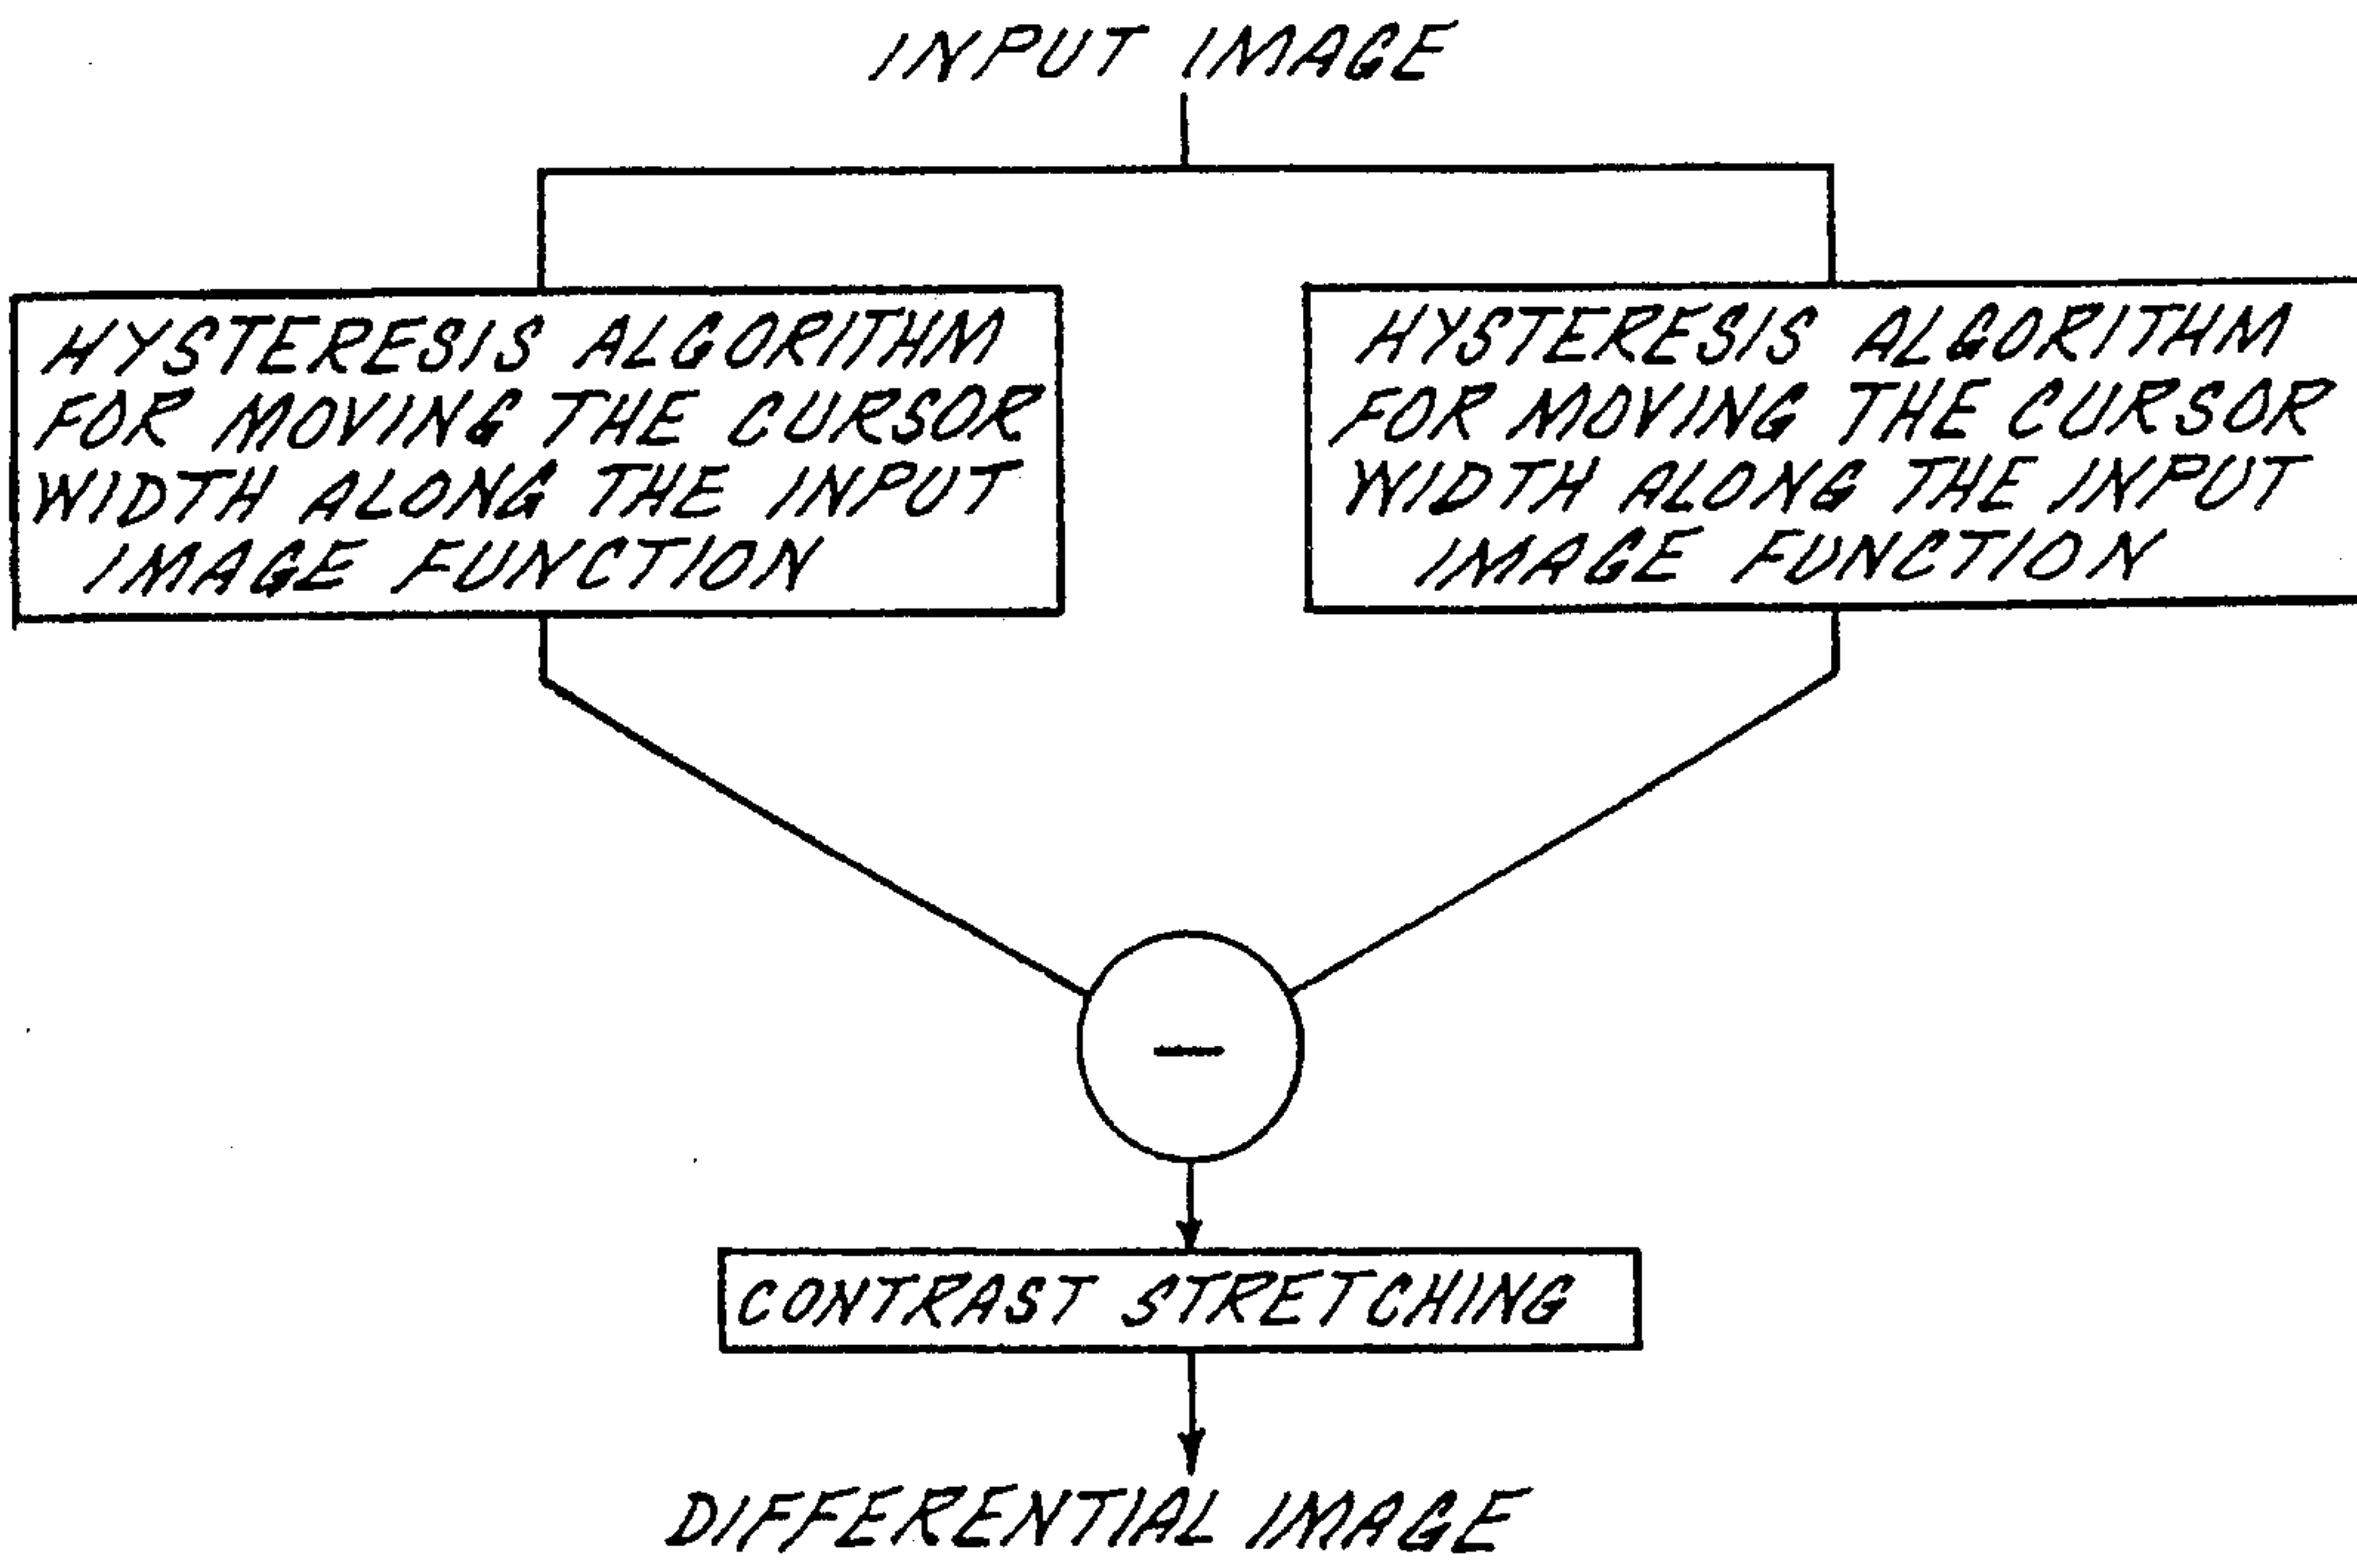 INPUT IMAGE
HYSTERESIS ALGORITHM
FOR MOVING THE CURSOR
WIDTH ALONG THE INPUT
IMAGE FUNCTION
HYSTERESIS ALGORITHM
FOR MOVING THE CURSOR
WIDTH ALONG THE INPUT
IMAGE FUNCTION
—
CONTRAST STRETCHING
DIFFERENTIAL IMAGE